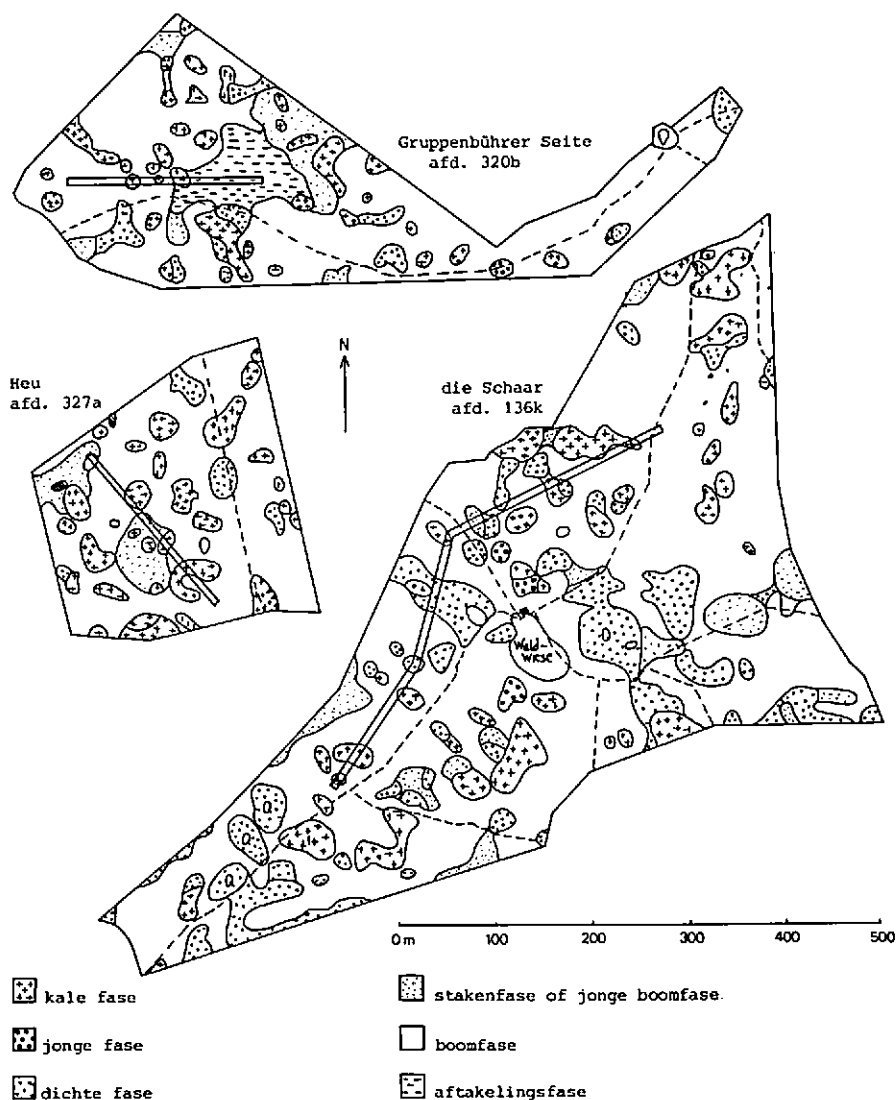 Gruppenbührer Seite
afd. 320b
N
Heu
afd. 327a
die Schaar
afd. 136k
Wald-
wiese
D
Q
Q
Q
0 m 100 200 300 400 500
kale fase
jonge fase
dichte fase
stakenfase of jonge boomfase.
boomfase
aftakelingsfase